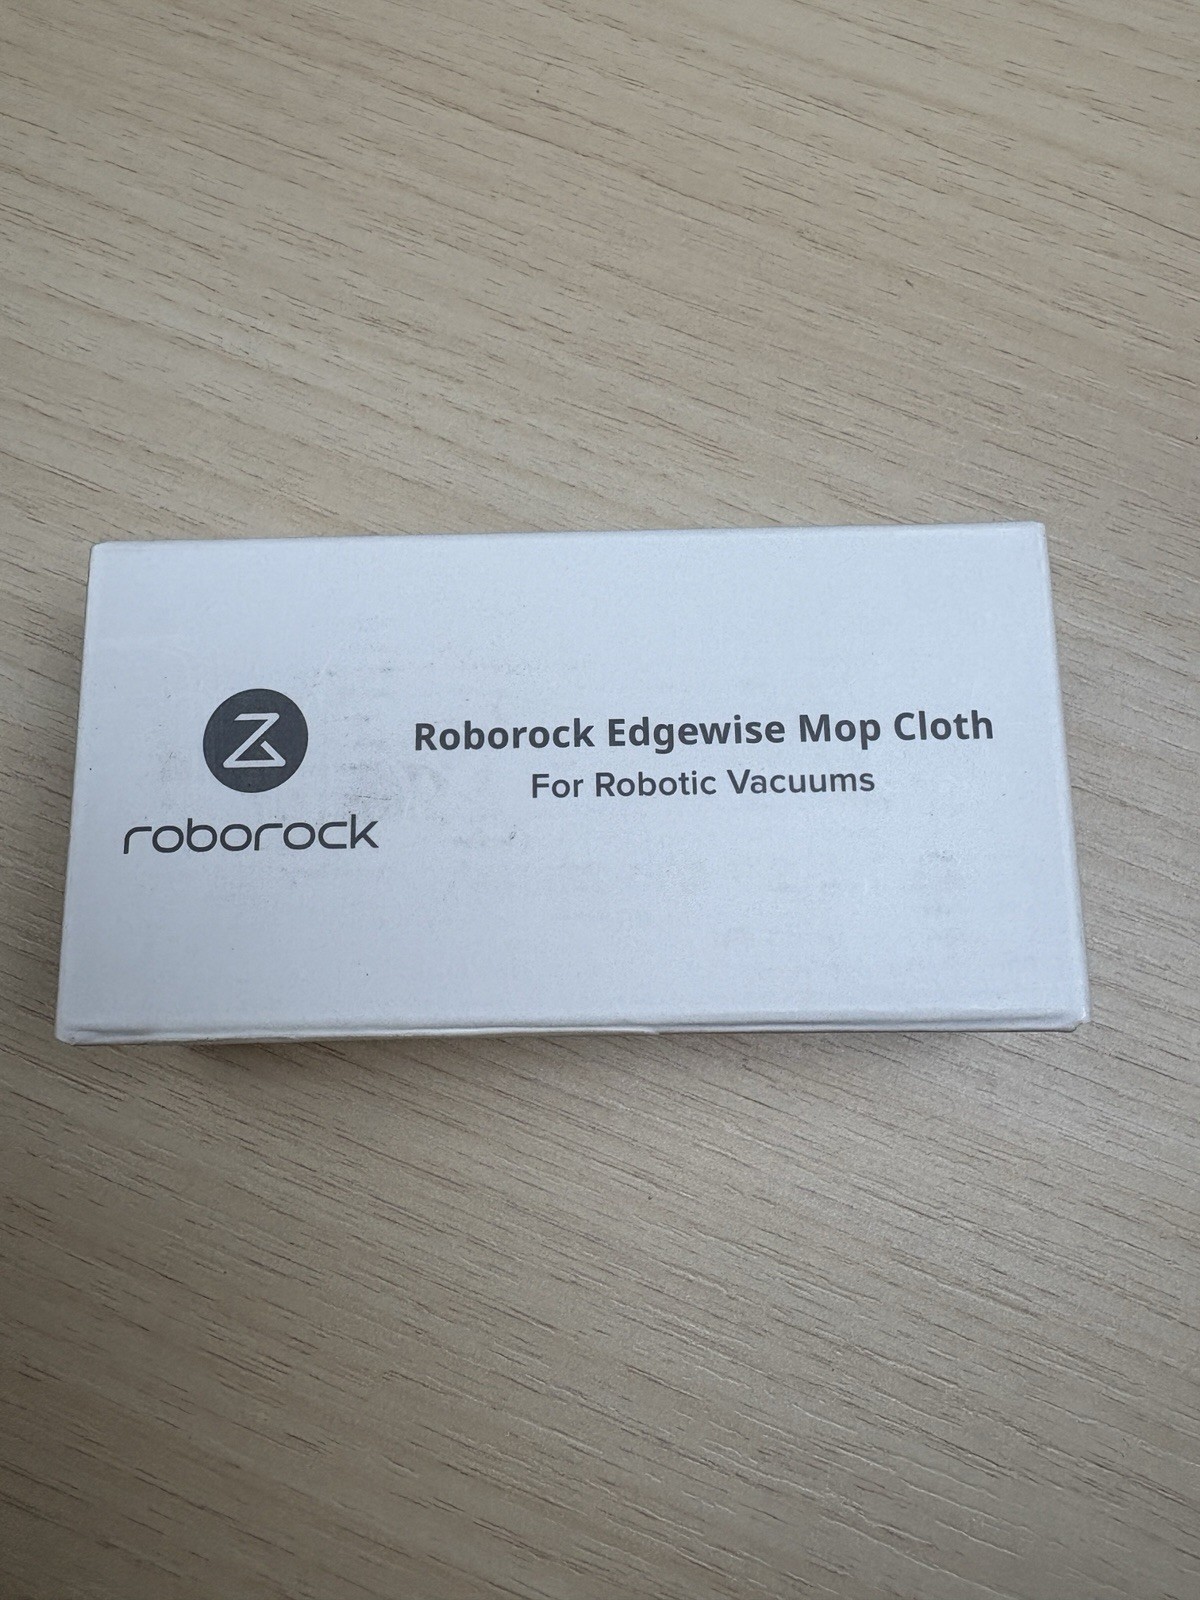 roborock
Roborock Edgewise Mop Cloth
For Robotic Vacuums